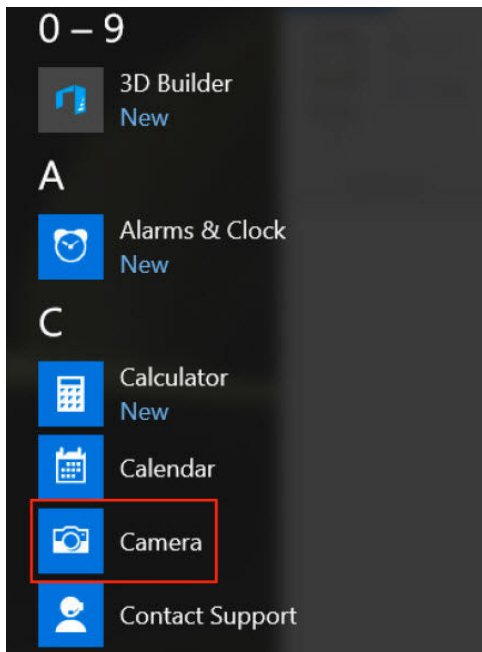 0 – 9
3D Builder
New
A
Alarms & Clock
New
C
Calculator
New
Calendar
Camera
Contact Support